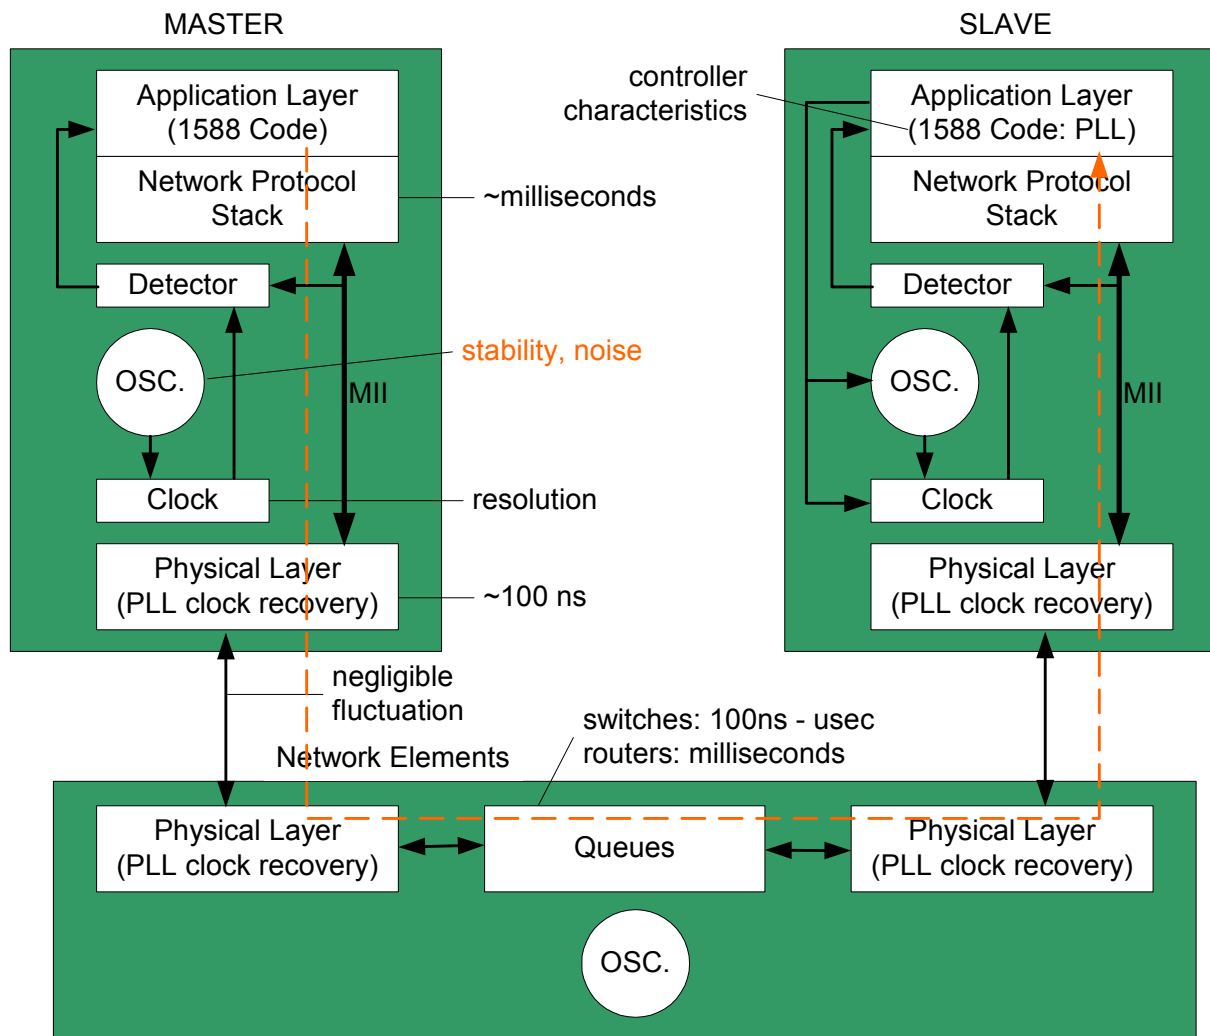 MASTER
SLAVE
Application Layer
(1588 Code)
Network Protocol
Stack
~milliseconds
Detector
OSC.
stability, noise
MII
Clock
resolution
Physical Layer
(PLL clock recovery)
~100 ns
controller
characteristics
Application Layer
(1588 Code: PLL)
Network Protocol
Stack
Detector
OSC.
MII
Clock
Physical Layer
(PLL clock recovery)
negligible
fluctuation
switches: 100ns - usec
routers: milliseconds
Network Elements
Physical Layer
(PLL clock recovery)
Queues
Physical Layer
(PLL clock recovery)
OSC.